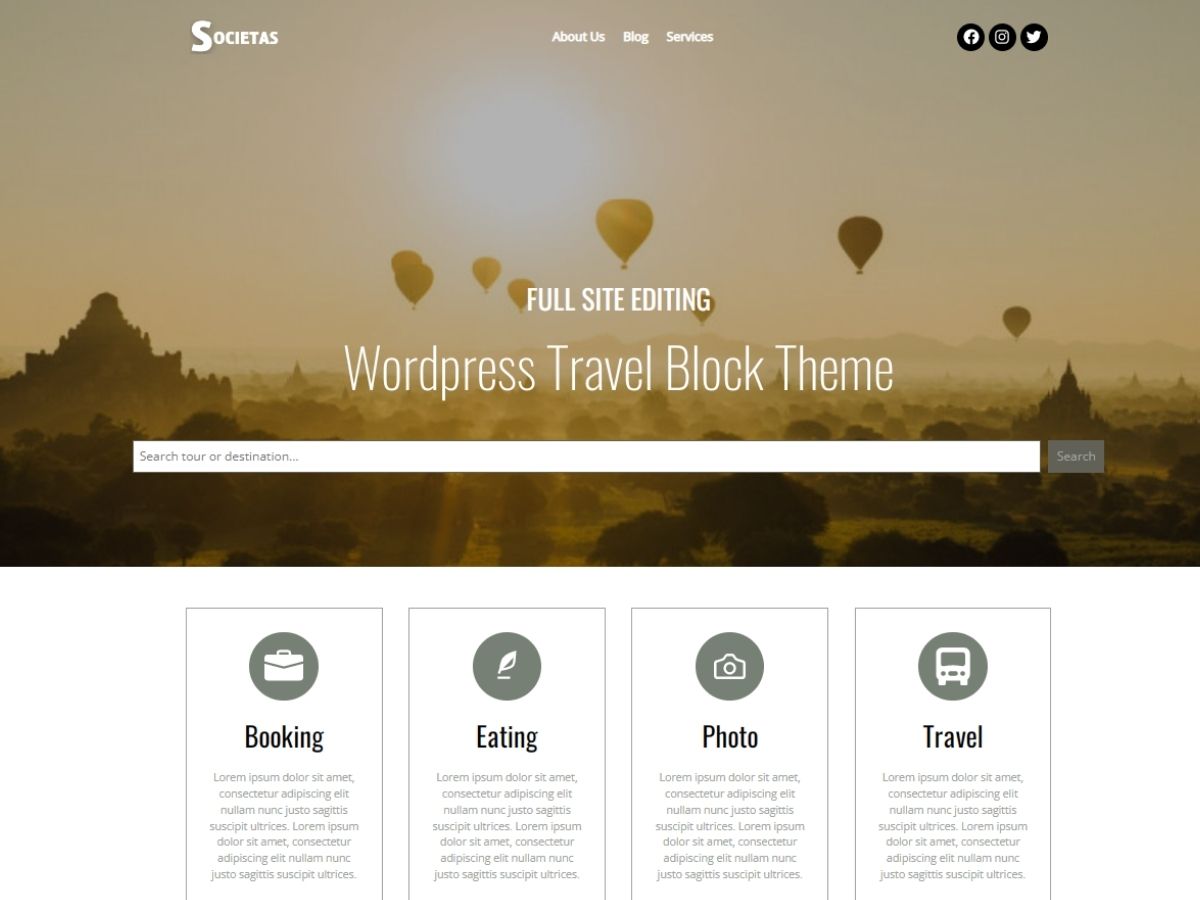 SOCIETAS
About Us Blog Services
FULL SITE EDITING
Wordpress Travel Block Theme
Search tour or destination... Search
Booking
Lorem ipsum dolor sit amet,
consectetur adipiscing elit
nullam nunc justo sagittis
suscipit ultrices. Lorem ipsum
dolor sit amet, consectetur
adipiscing elit nullam nunc
justo sagittis suscipit ultrices.
Eating
Lorem ipsum dolor sit amet,
consectetur adipiscing elit
nullam nunc justo sagittis
suscipit ultrices. Lorem ipsum
dolor sit amet, consectetur
adipiscing elit nullam nunc
justo sagittis suscipit ultrices.
Photo
Lorem ipsum dolor sit amet,
consectetur adipiscing elit
nullam nunc justo sagittis
suscipit ultrices. Lorem ipsum
dolor sit amet, consectetur
adipiscing elit nullam nunc
justo sagittis suscipit ultrices.
Travel
Lorem ipsum dolor sit amet,
consectetur adipiscing elit
nullam nunc justo sagittis
suscipit ultrices. Lorem ipsum
dolor sit amet, consectetur
adipiscing elit nullam nunc
justo sagittis suscipit ultrices.